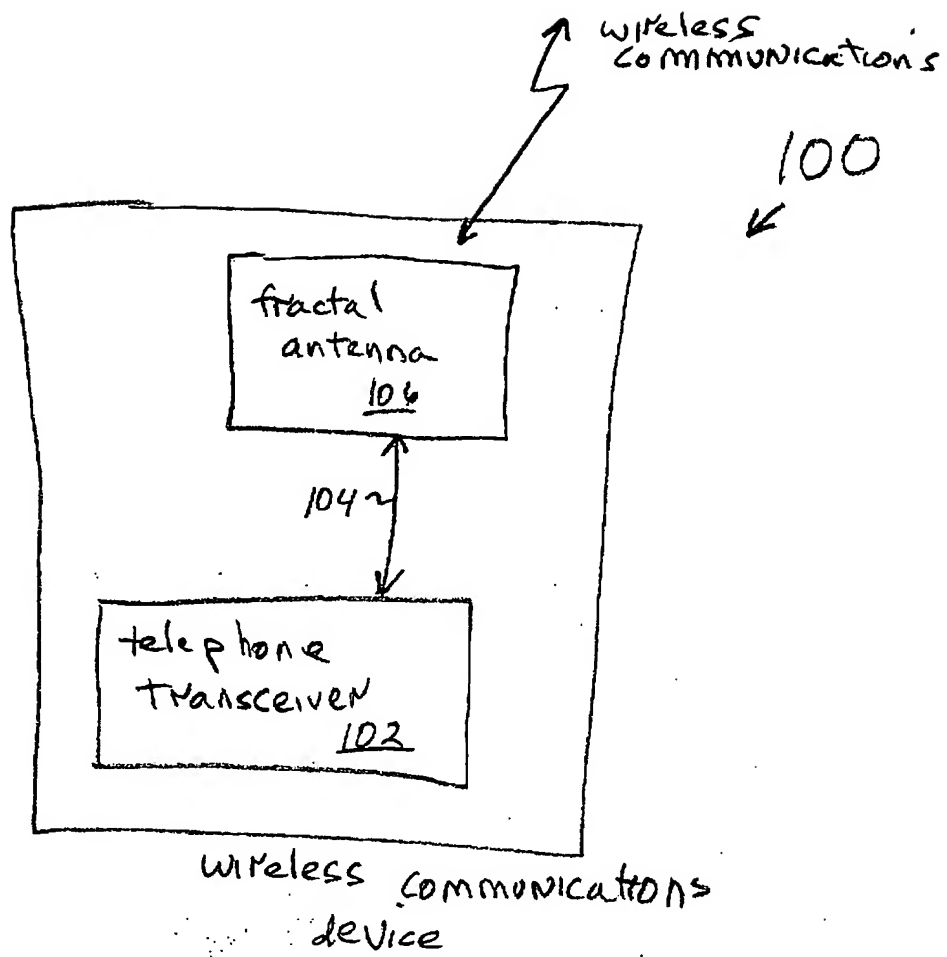 wireless
communications
100
fractal
antenna
106
104
telephone
transceiver
102
wireless communications
device